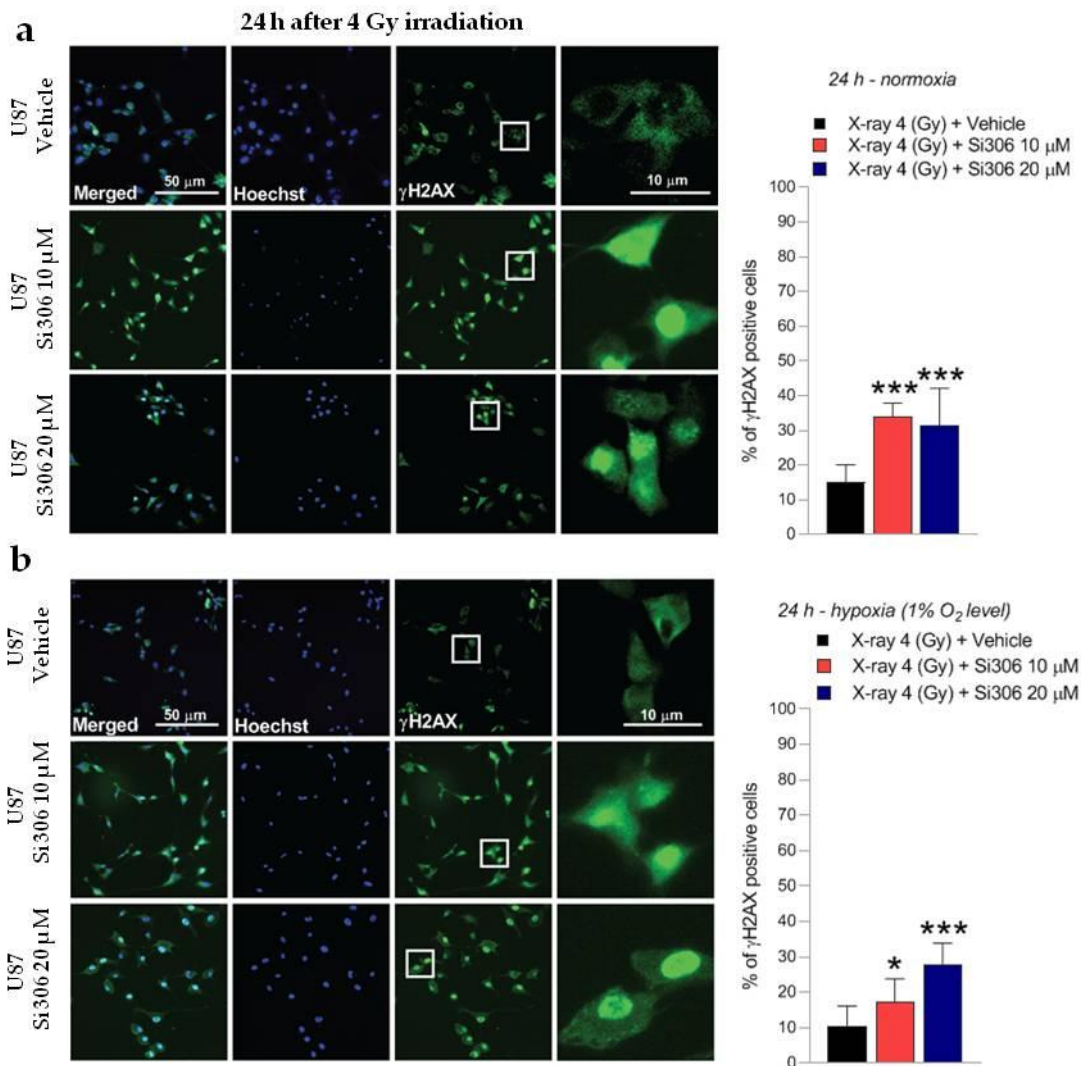 24 h after 4 Gy irradiation
a
U87
Vehicle
Merged
50 µm
Hoechst
γH2AX
10 µm
U87
Si306 10 µM
U87
Si306 20 µM
24 h - normoxia
X-ray 4 (Gy) + Vehicle
X-ray 4 (Gy) + Si306 10 µM
X-ray 4 (Gy) + Si306 20 µM
% of γH2AX positive cells
100
90
80
70
60
50
40
30
20
10
0
***
***
b
U87
Vehicle
Merged
50 µm
Hoechst
γH2AX
10 µm
U87
Si306 10 µM
U87
Si306 20 µM
24 h - hypoxia (1% O₂ level)
X-ray 4 (Gy) + Vehicle
X-ray 4 (Gy) + Si306 10 µM
X-ray 4 (Gy) + Si306 20 µM
% of γH2AX positive cells
100
90
80
70
60
50
40
30
20
10
0
*
***